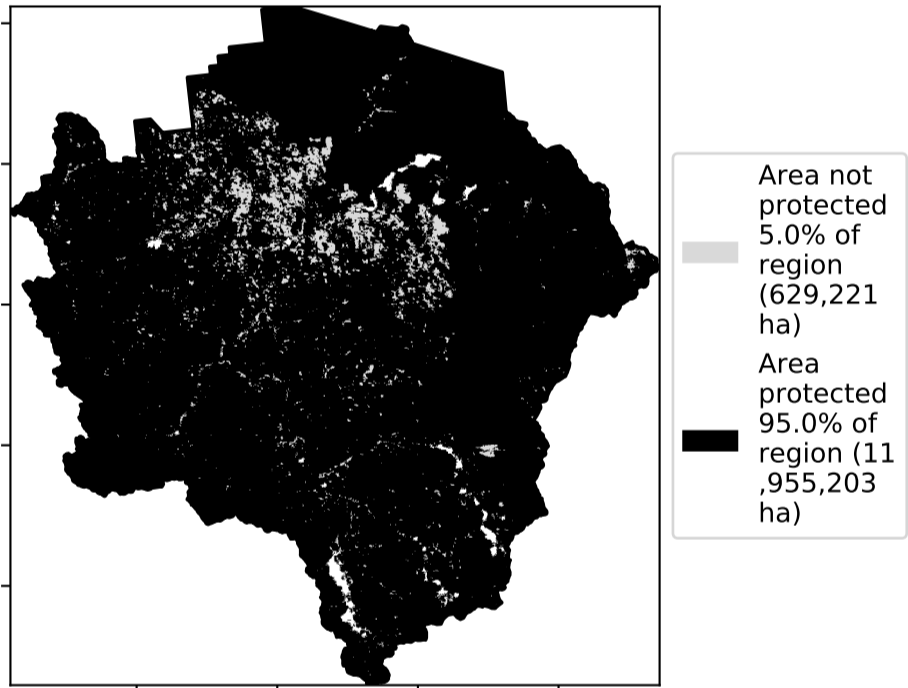 Area not
protected
5.0% of
region
(629,221
ha)
Area
protected
95.0% of
region (11
,955,203
ha)